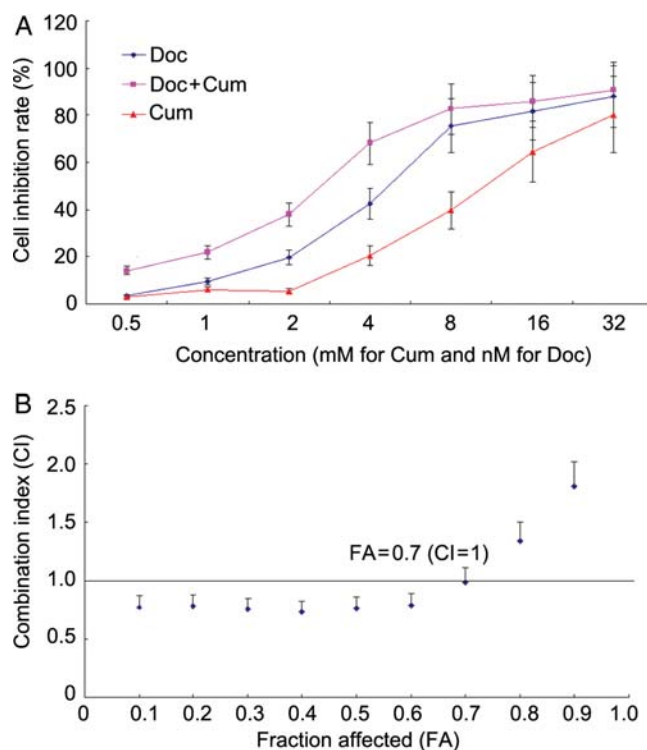 A
Cell inhibition rate (%)
120
100
80
60
40
20
0
Doc
Doc+Cum
Cum
0.5 1 2 4 8 16 32
Concentration (mM for Cum and nM for Doc)
B
Combination index (CI)
2.5
2.0
1.5
1.0
0.5
0
FA=0.7 (CI=1)
0 0.1 0.2 0.3 0.4 0.5 0.6 0.7 0.8 0.9 1.0
Fraction affected (FA)